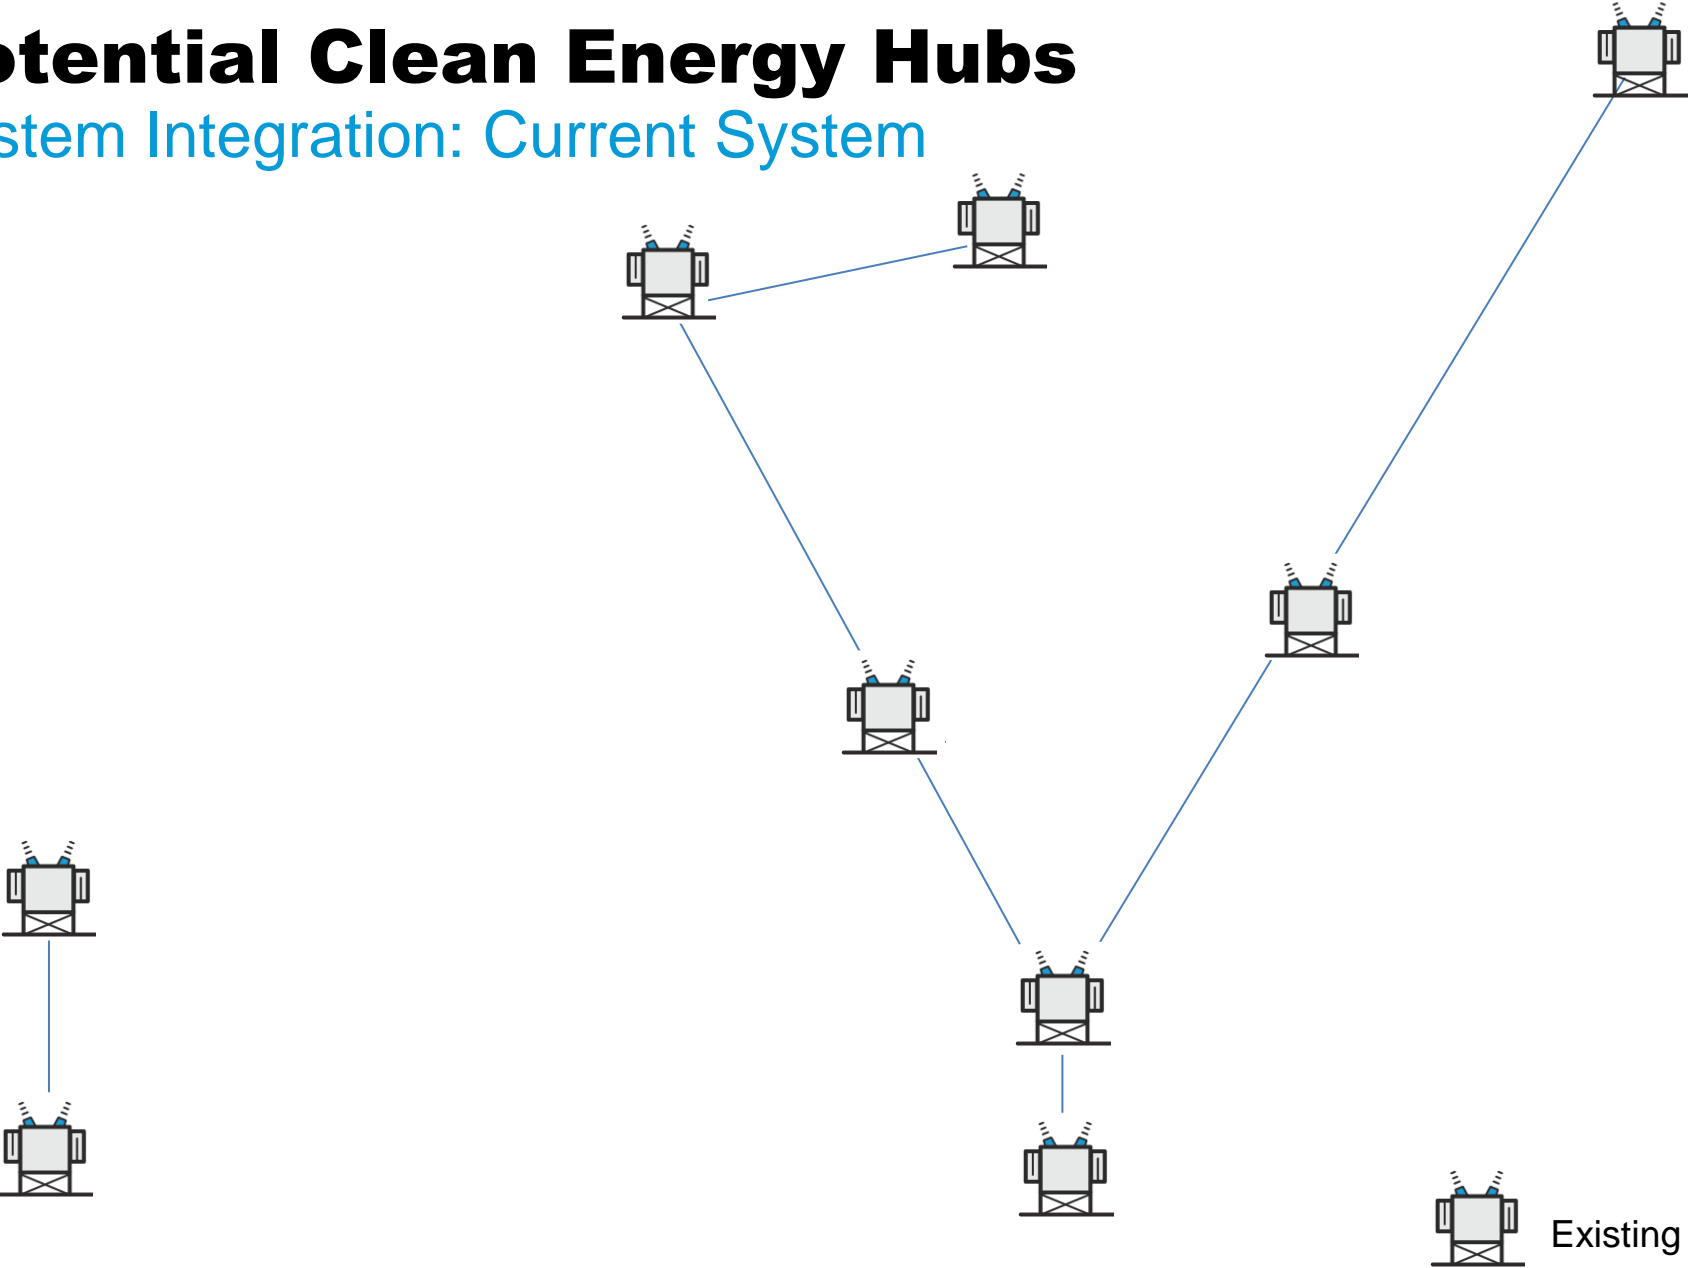 otential Clean Energy Hubs
stem Integration: Current System
Existing